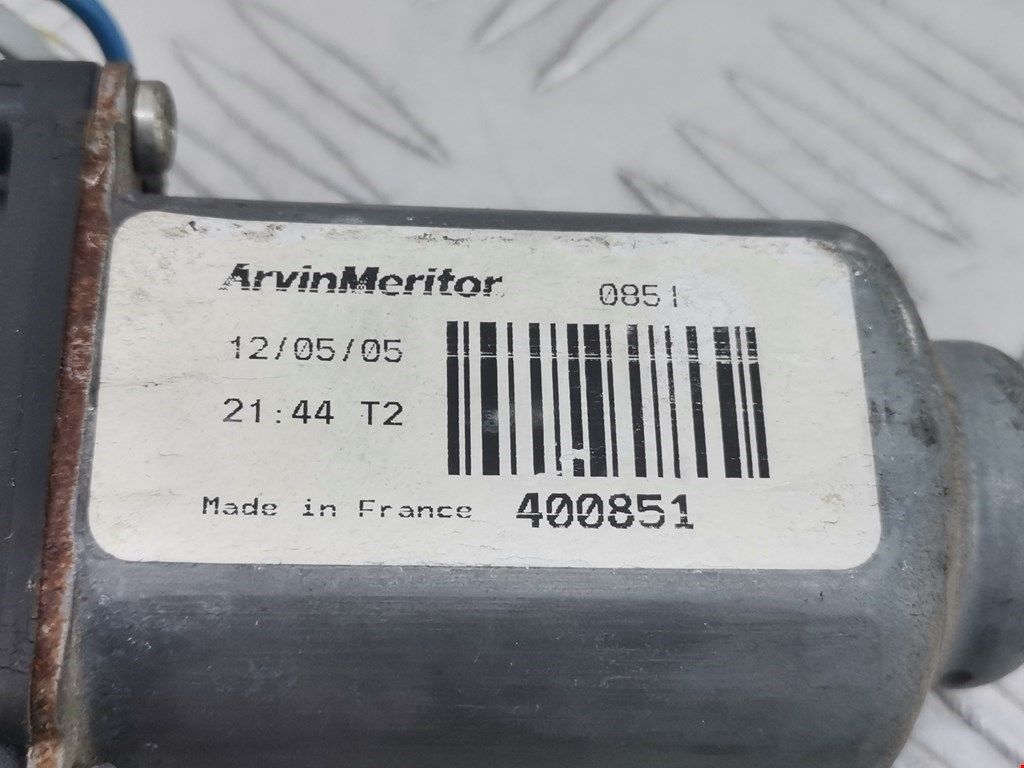 ArvinMeritor 0851
12/05/05
21:44 T2
Made in France 400851